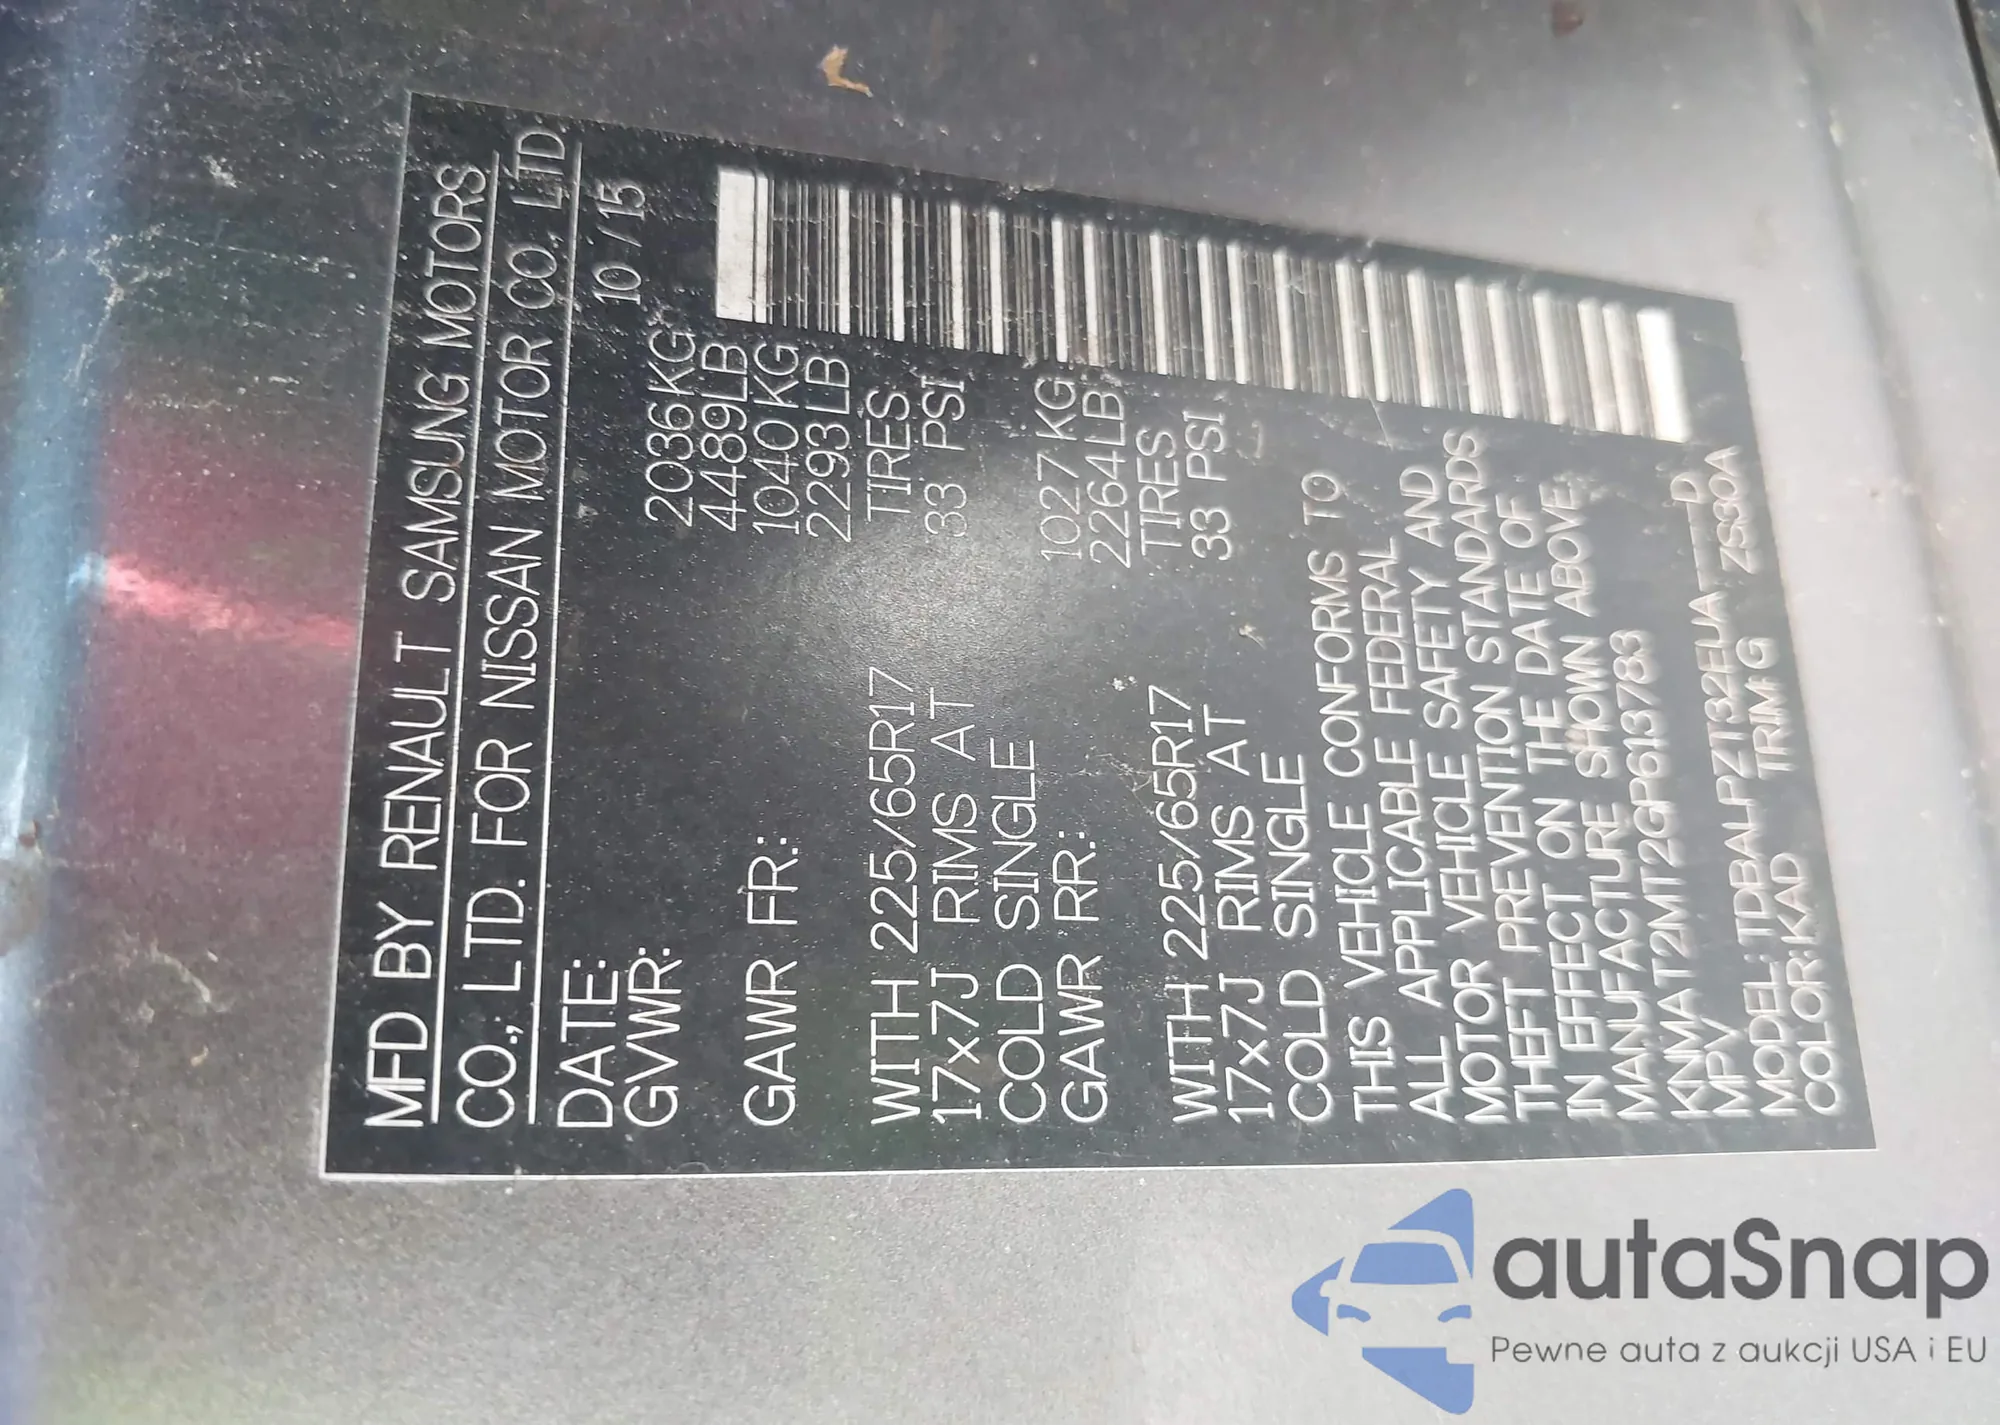 MFD BY RENAULT SAMSUNG MOTORS
CO., LTD. FOR NISSAN MOTOR CO., LTD.
DATE: 10 / 15
GVWR: 2036KG
4489LB
GAWR FR.: 1040KG
2293LB
WITH 225/65R17 TIRES
17x7J RIMS AT 33 PSI
COLD SINGLE
GAWR RR.: 1027KG
2264LB
WITH 225/65R17 TIRES
17x7J RIMS AT 33 PSI
COLD SINGLE
THIS VEHICLE CONFORMS TO
ALL APPLICABLE FEDERAL
MOTOR VEHICLE SAFETY AND
THEFT PREVENTION STANDARDS
IN EFFECT ON THE DATE OF
MANUFACTURE SHOWN ABOVE.
KNMAT2MT2GP613783
MPV
MODEL: TDBALPZT32EUA-----D
COLOR:KAD TRIM:G ZS30A
autaSnap
Pewne auta z aukcji USA i EU